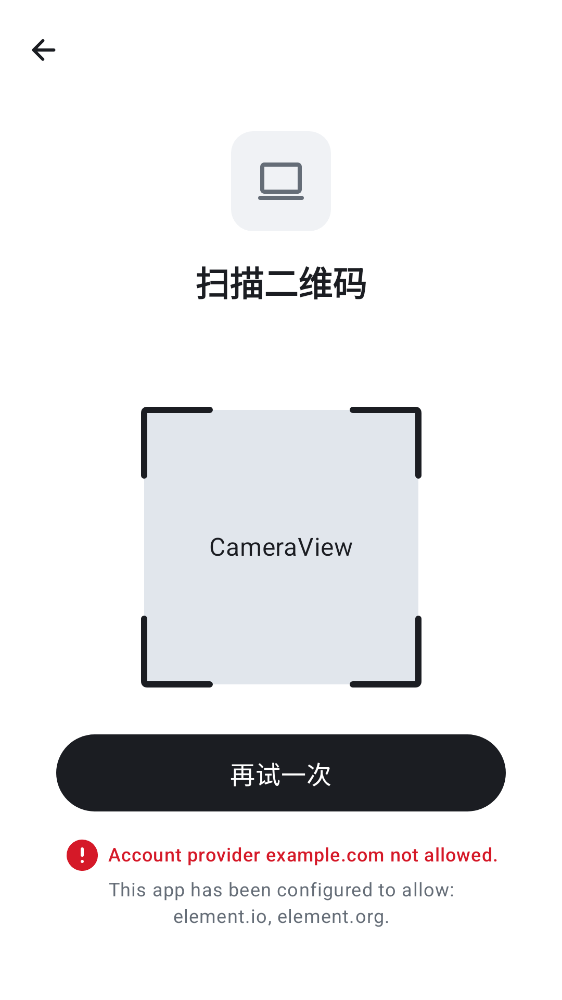 扫描二维码
CameraView
再试一次
Account provider example.com not allowed.
This app has been configured to allow:
element.io, element.org.